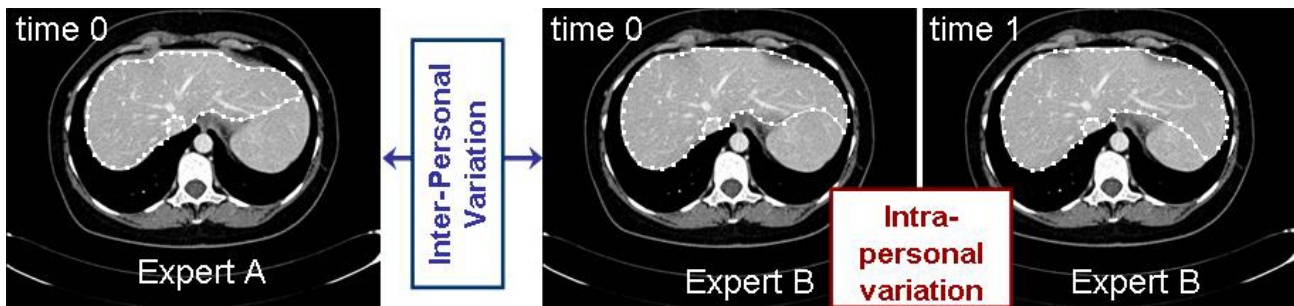 time 0
Expert A
Inter-Personal
Variation
time 0
Expert B
Intra-
personal
variation
time 1
Expert B